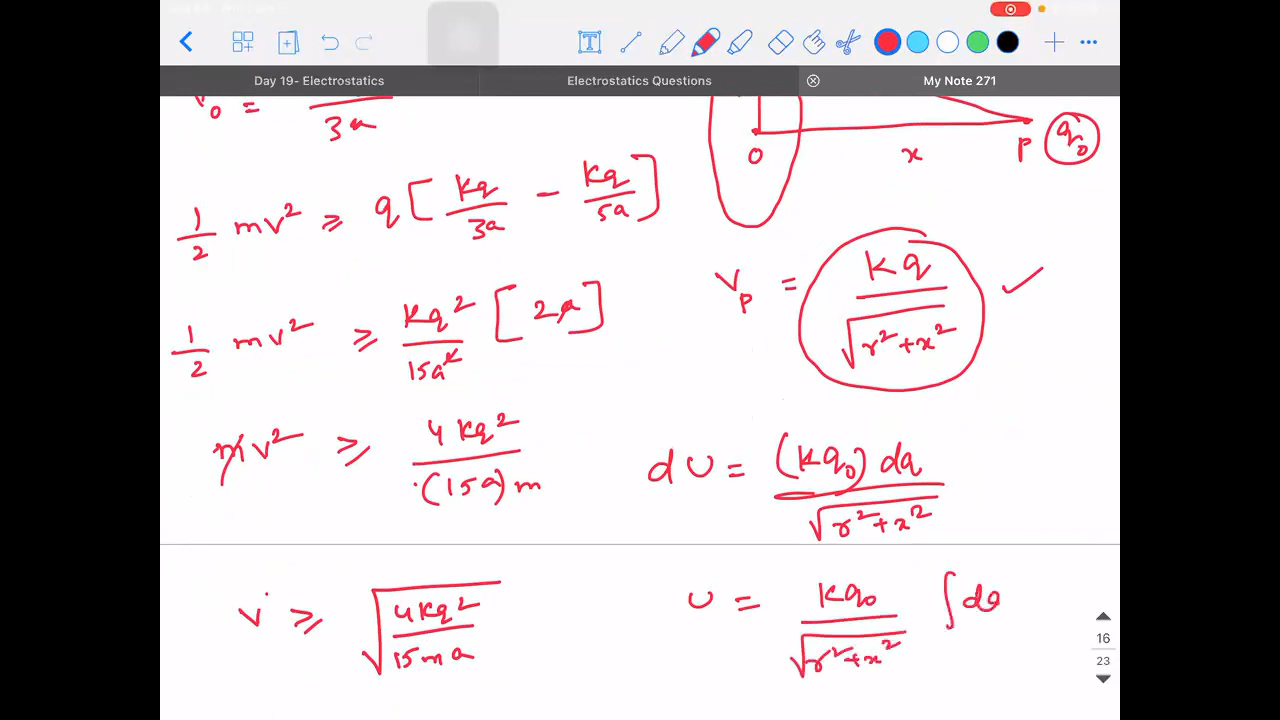 Day 19- Electrostatics
Electrostatics Questions
My Note 271
V₀ =
3a
1/2 mv² ≥ q [ kq/3a - kq/5a ]
1/2 mv² ≥ kq²/15a² [ 2a ]
mv² ≥ 4kq²/(15a)m
v ≥ √(4kq²/15ma)
O
x
P
q₀
V_p = kq/√(r²+x²) ✓
dU = (kq₀) dq/√(r²+x²)
U = kq₀/√(r²+x²) ∫dq
16
23